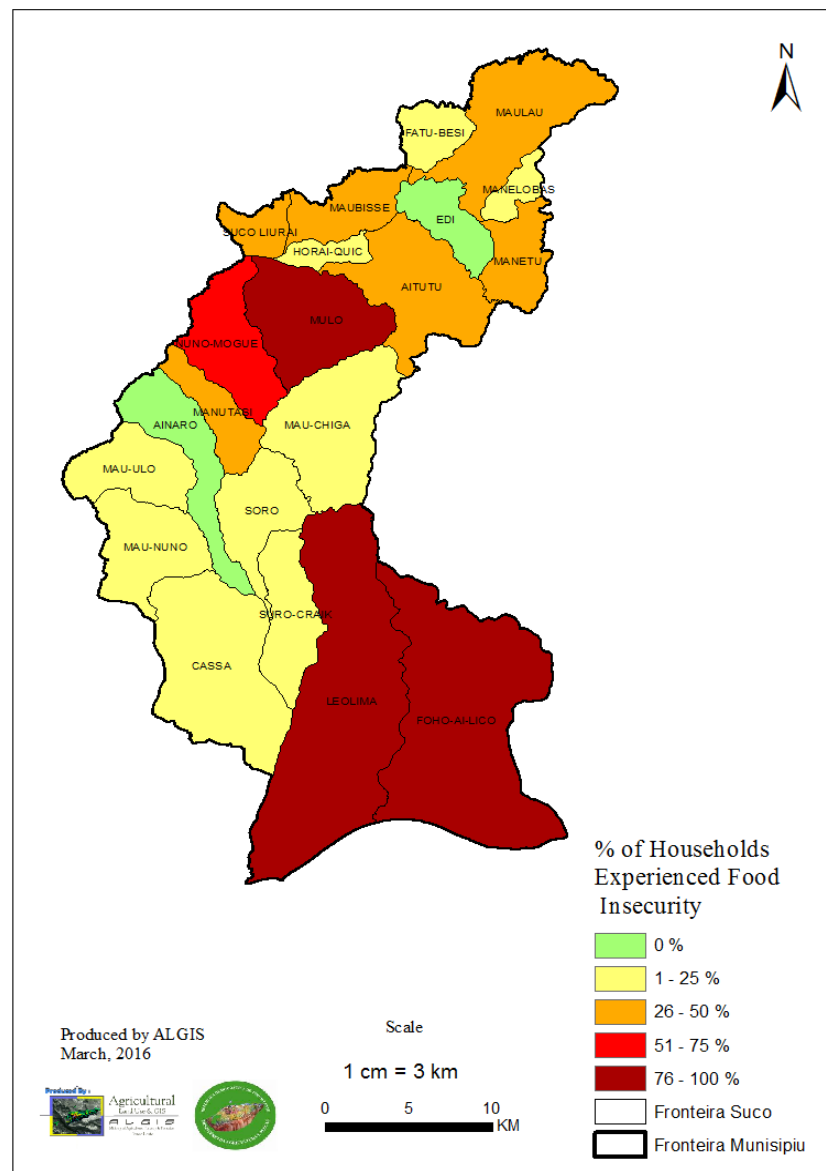 N
MAULAU
FATU-BESI
MANELOBAS
MAUBISSE
EDI
SUCO LIURAI
HORAI-QUIC
MANETU
AITUTU
MULO
NUNO-MOGUE
MANUTASI
AINARO
MAU-CHIGA
MAU-ULO
SORO
MAU-NUNO
SURO-CRAIK
CASSA
LEOLIMA
FOHO-AI-LICO
% of Households
Experienced Food
Insecurity
0 %
1 - 25 %
26 - 50 %
51 - 75 %
76 - 100 %
Fronteira Suco
Fronteira Munisipiu
Produced by ALGIS
March, 2016
Scale
1 cm = 3 km
0 5 10
KM
Produced By :
Agricultural
Land Use & GIS
ALGIS